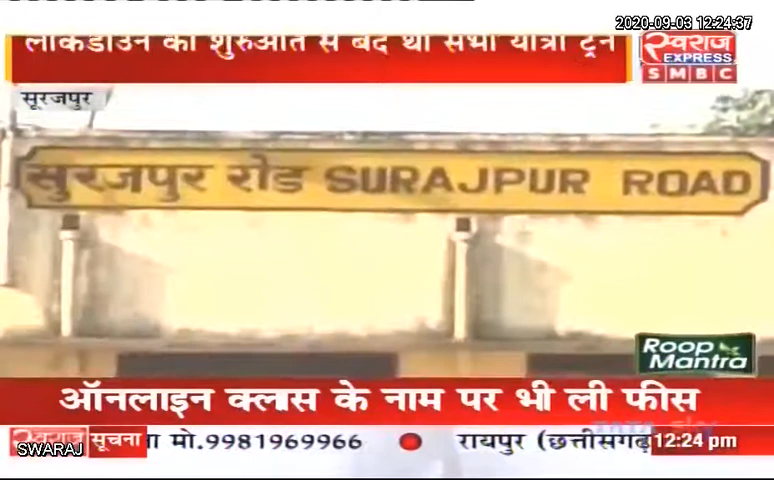 2020-09-03 12:24:37
लॉकडाउन की शुरुआत से बंद थी सभी यात्री ट्रेन
स्वराज
EXPRESS
SMBC
सूरजपुर
सुरजपुर रोड SURAJPUR ROAD
Roop
Mantra
ऑनलाइन क्लास के नाम पर भी ली फीस
स्वराज सूचना मो.9981969966 रायपुर (छत्तीसगढ़ 12:24 pm
SWARAJ